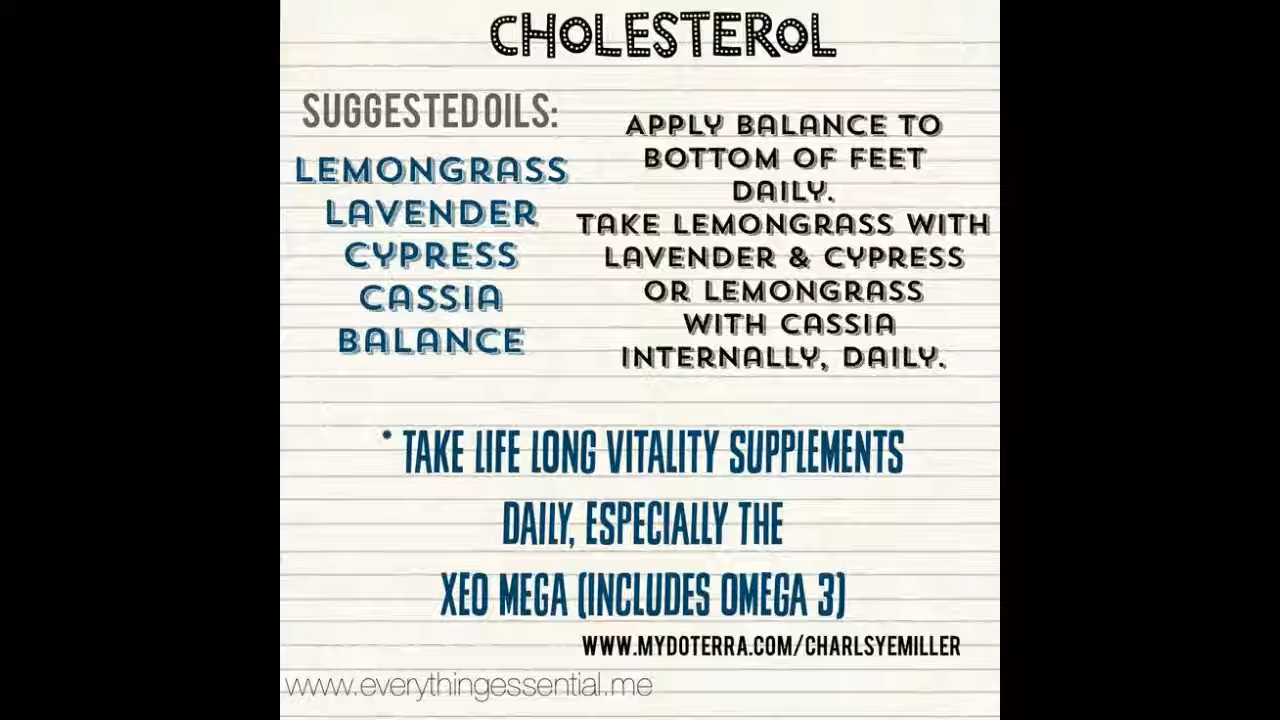 CHOLESTEROL
SUGGESTED OILS:
LEMONGRASS
LAVENDER
CYPRESS
CASSIA
BALANCE
APPLY BALANCE TO
BOTTOM OF FEET
DAILY.
TAKE LEMONGRASS WITH
LAVENDER & CYPRESS
OR LEMONGRASS
WITH CASSIA
INTERNALLY, DAILY.
* TAKE LIFE LONG VITALITY SUPPLEMENTS
DAILY, ESPECIALLY THE
XEO MEGA (INCLUDES OMEGA 3)
WWW.MYDOTERRA.COM/CHARLSYEMILLER
www.everythingessential.me